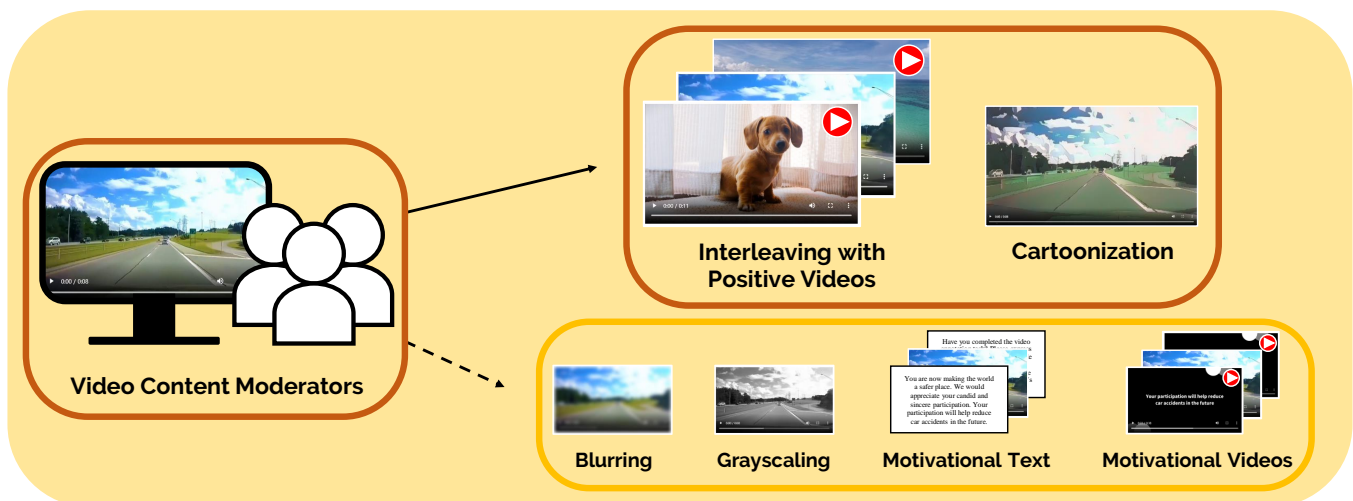 0:00 / 0:11
Interleaving with
Positive Videos
Cartoonization
0:00 / 0:08
Video Content Moderators
Have you completed the video
You are now making the world
a safer place. We would
appreciate your candid and
sincere participation. Your
participation will help reduce
car accidents in the future.
Your participation will help reduce
car accidents in the future
Blurring
Grayscaling
Motivational Text
Motivational Videos